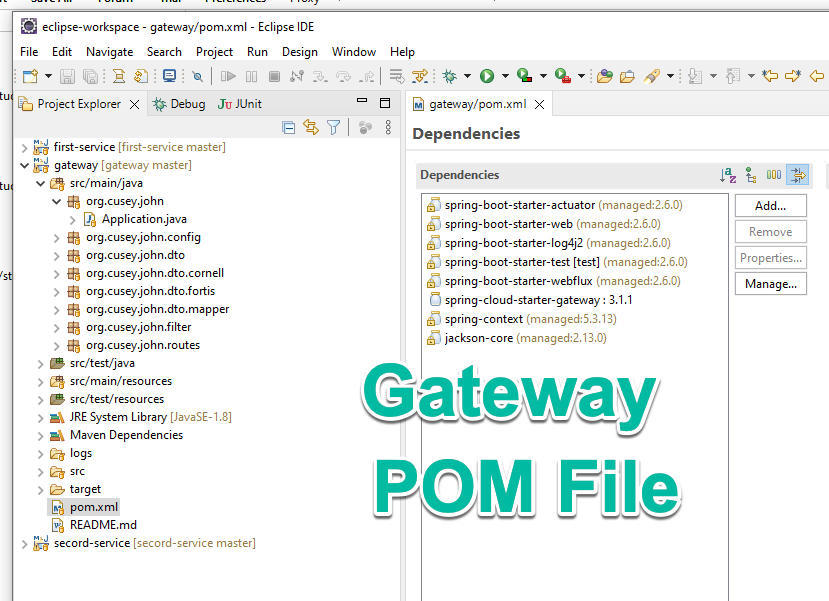 Save All
Forum
Proxy
eclipse-workspace - gateway/pom.xml - Eclipse IDE
File Edit Navigate Search Project Run Design Window Help
Project Explorer Debug JUnit
gateway/pom.xml
Dependencies
first-service [first-service master]
gateway [gateway master]
src/main/java
org.cusey.john
Application.java
org.cusey.john.config
org.cusey.john.dto
org.cusey.john.dto.cornell
org.cusey.john.dto.fortis
org.cusey.john.dto.mapper
org.cusey.john.filter
org.cusey.john.routes
src/test/java
src/main/resources
src/test/resources
JRE System Library [JavaSE-1.8]
Maven Dependencies
logs
src
target
pom.xml
README.md
secord-service [secord-service master]
Dependencies
spring-boot-starter-actuator (managed:2.6.0)
spring-boot-starter-web (managed:2.6.0)
spring-boot-starter-log4j2 (managed:2.6.0)
spring-boot-starter-test [test] (managed:2.6.0)
spring-boot-starter-webflux (managed:2.6.0)
spring-cloud-starter-gateway : 3.1.1
spring-context (managed:5.3.13)
jackson-core (managed:2.13.0)
Add...
Remove
Properties...
Manage...
Gateway
POM File